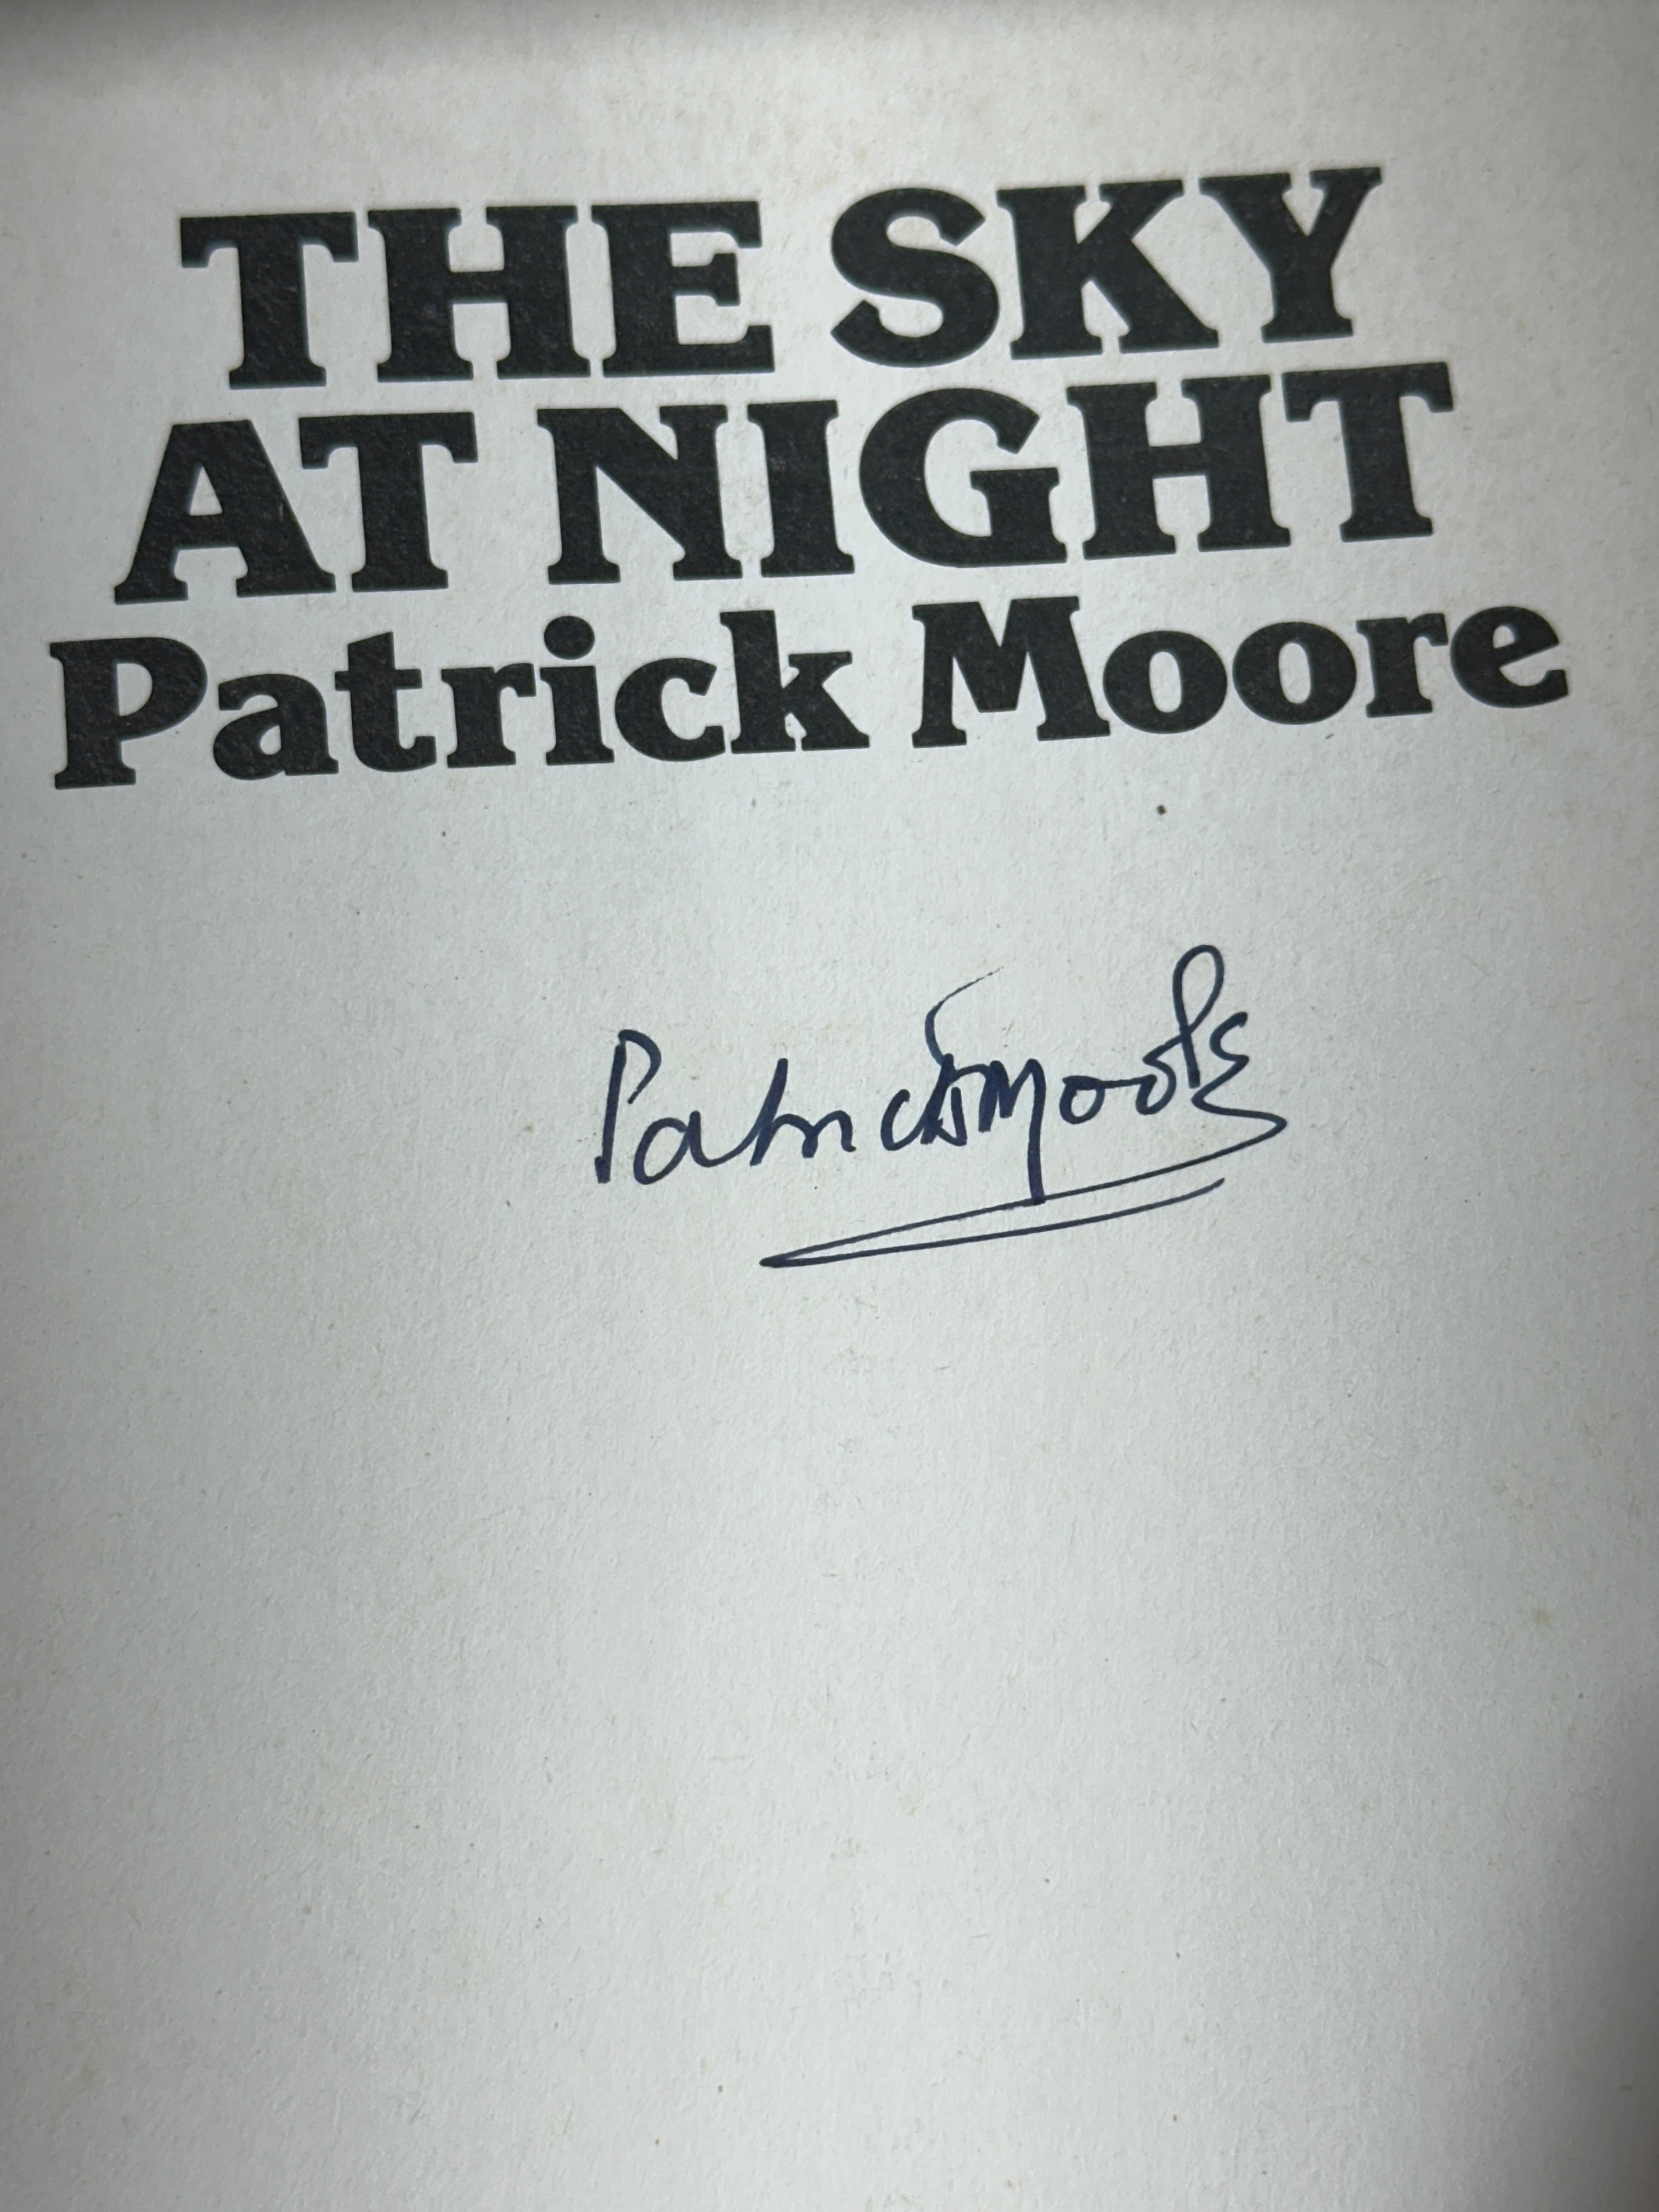 THE SKY
AT NIGHT
Patrick Moore
Patrick Moore